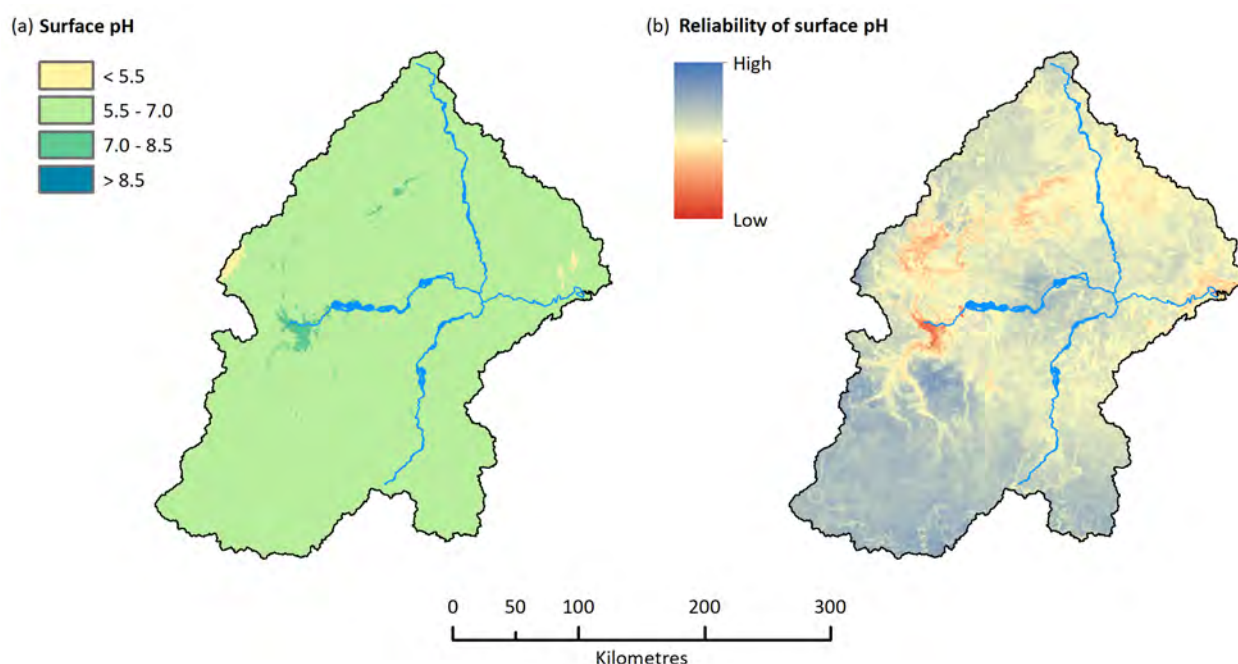 (a) Surface pH
< 5.5
5.5 - 7.0
7.0 - 8.5
> 8.5
(b) Reliability of surface pH
High
Low
0 50 100 200 300
Kilometres